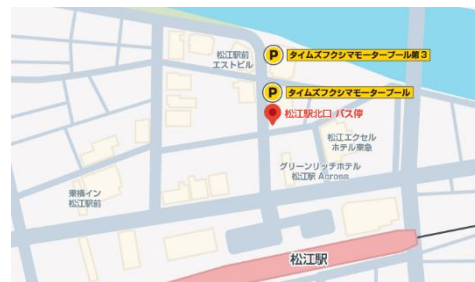 松江駅前
エストビル
P タイムズフクシマモータープール第3
P タイムズフクシマモータープール
松江駅北口 バス停
松江エクセル
ホテル東急
グリーンリッチホテル
松江駅 Across
東横イン
松江駅前
松江駅